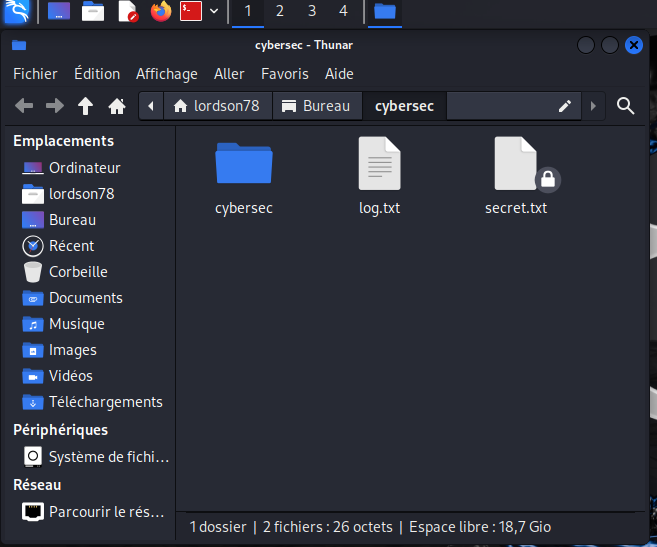 1 2 3 4
cybersec - Thunar
Fichier Édition Affichage Aller Favoris Aide
lordson78 Bureau cybersec
Emplacements
Ordinateur
lordson78
Bureau
Récent
Corbeille
Documents
Musique
Images
Vidéos
Téléchargements
Périphériques
Système de fichi...
Réseau
Parcourir le rés...
cybersec log.txt secret.txt
1 dossier | 2 fichiers : 26 octets | Espace libre : 18,7 Gio